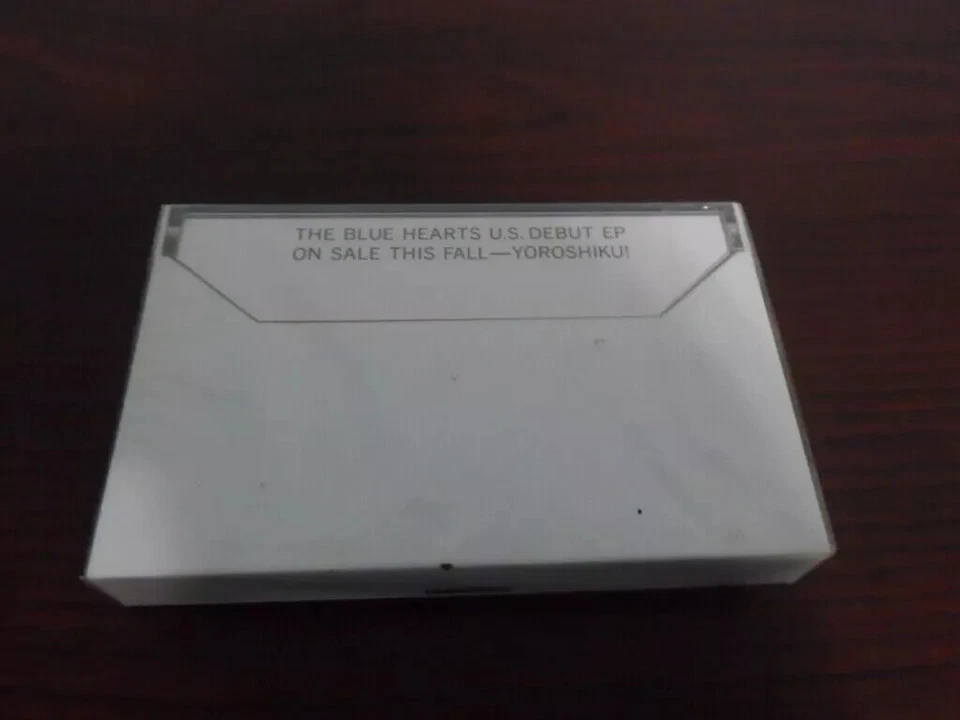 THE BLUE HEARTS U.S. DEBUT EP
ON SALE THIS FALL—YOROSHIKU!